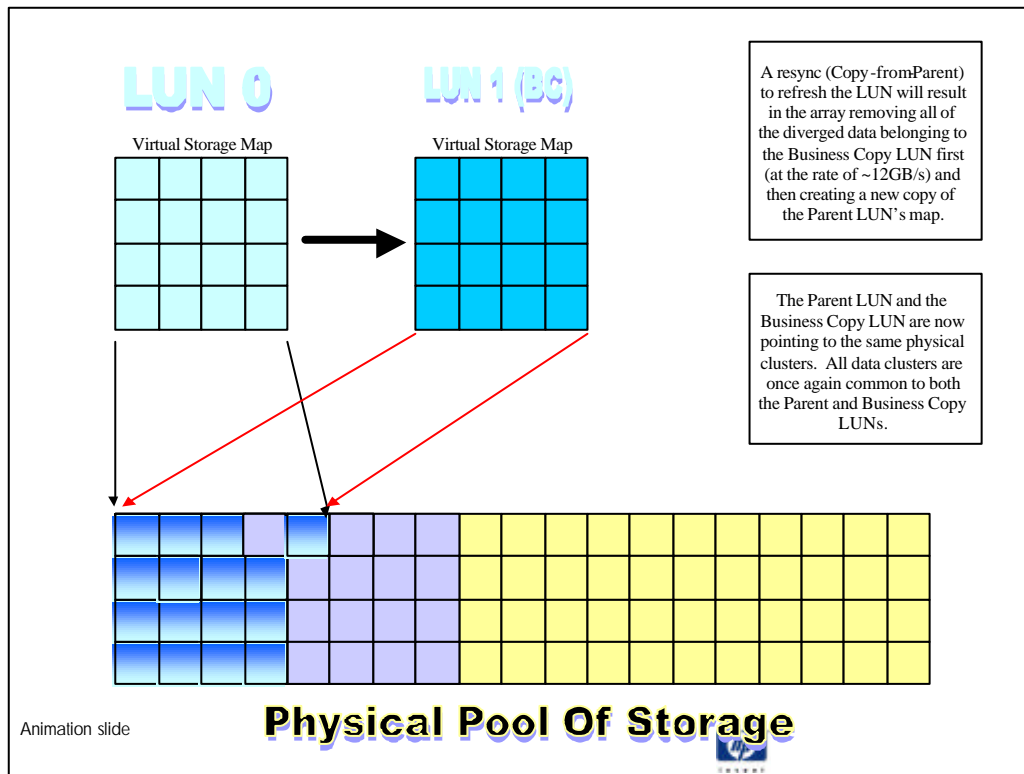 LUN 0
LUN 1 (BC)
Virtual Storage Map
Virtual Storage Map
A resync (Copy-from-Parent)
to refresh the LUN will result
in the array removing all of
the diverged data belonging to
the Business Copy LUN first
(at the rate of ~12GB/s) and
then creating a new copy of
the Parent LUN’s map.
The Parent LUN and the
Business Copy LUN are now
pointing to the same physical
clusters. All data clusters are
once again common to both
the Parent and Business Copy
LUNs.
Physical Pool Of Storage
Animation slide
hp
i n v e n t